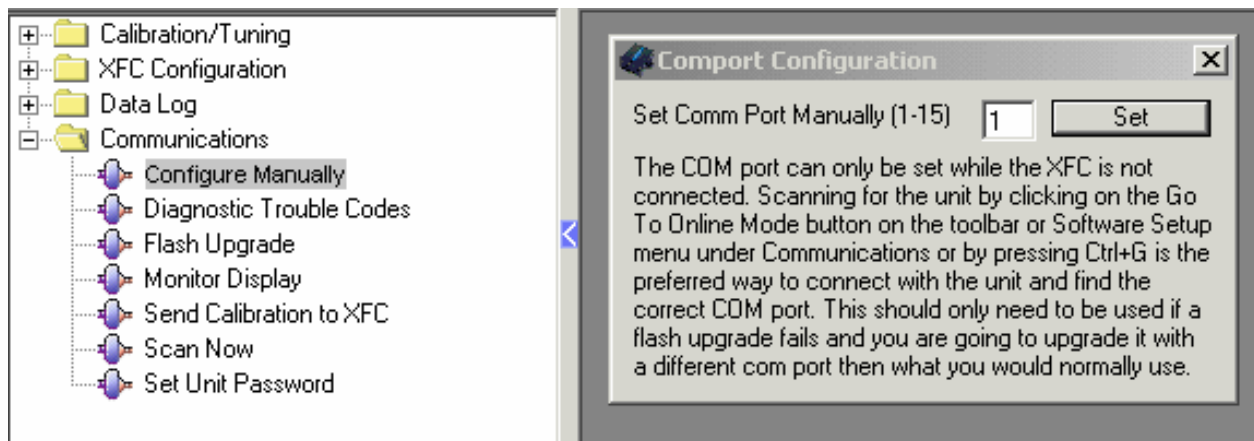 Calibration/Tuning
XFC Configuration
Data Log
Communications
Configure Manually
Diagnostic Trouble Codes
Flash Upgrade
Monitor Display
Send Calibration to XFC
Scan Now
Set Unit Password
Comport Configuration
Set Comm Port Manually (1-15) 1 Set
The COM port can only be set while the XFC is not
connected. Scanning for the unit by clicking on the Go
To Online Mode button on the toolbar or Software Setup
menu under Communications or by pressing Ctrl+G is the
preferred way to connect with the unit and find the
correct COM port. This should only need to be used if a
flash upgrade fails and you are going to upgrade it with
a different com port then what you would normally use.